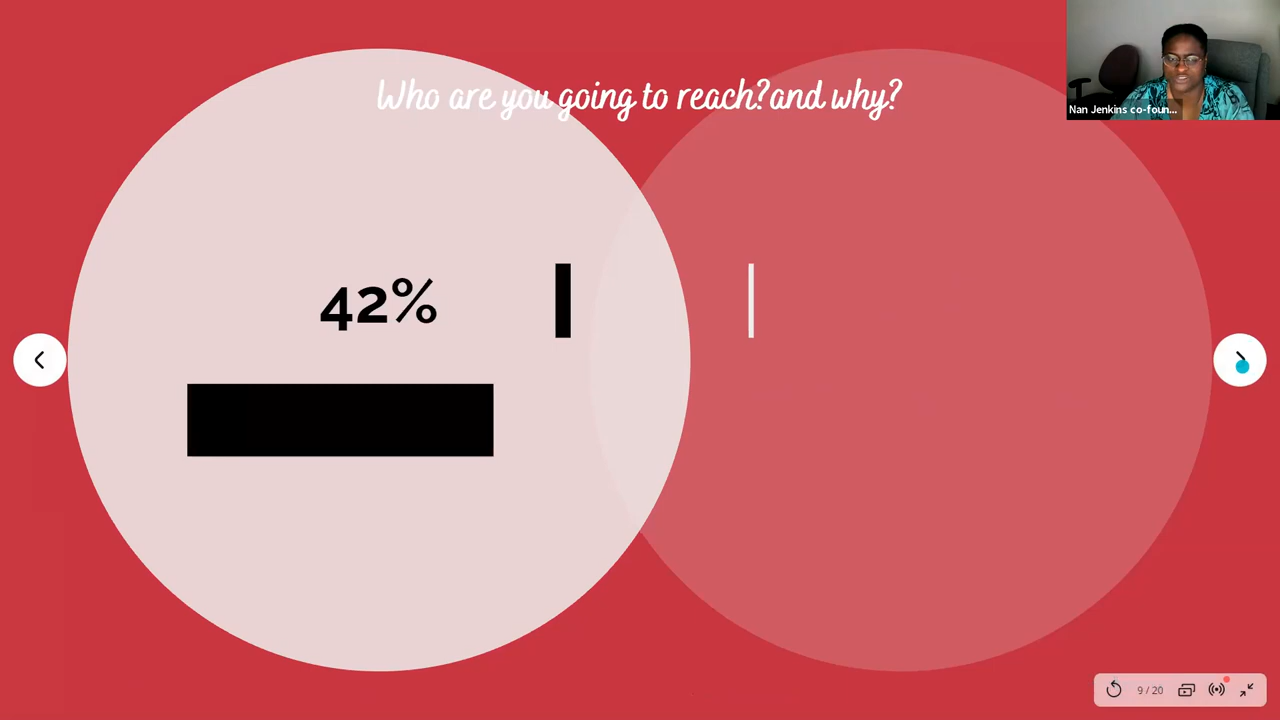 Who are you going to reach?and why?
Nan Jenkins co-foun...
42%
9 / 20